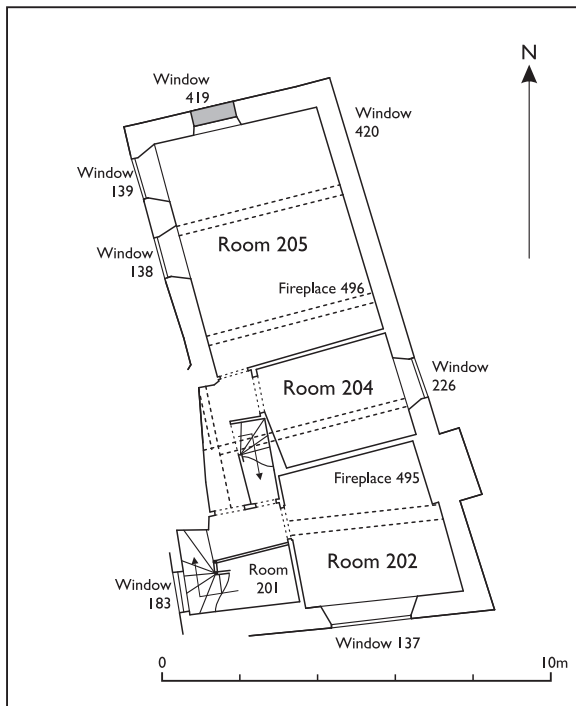 N
Window
419
Window
420
Window
139
Room 205
Window
138
Fireplace 496
Room 204
Window
226
Fireplace 495
Room 202
Room
201
Window
183
Window 137
0
10m